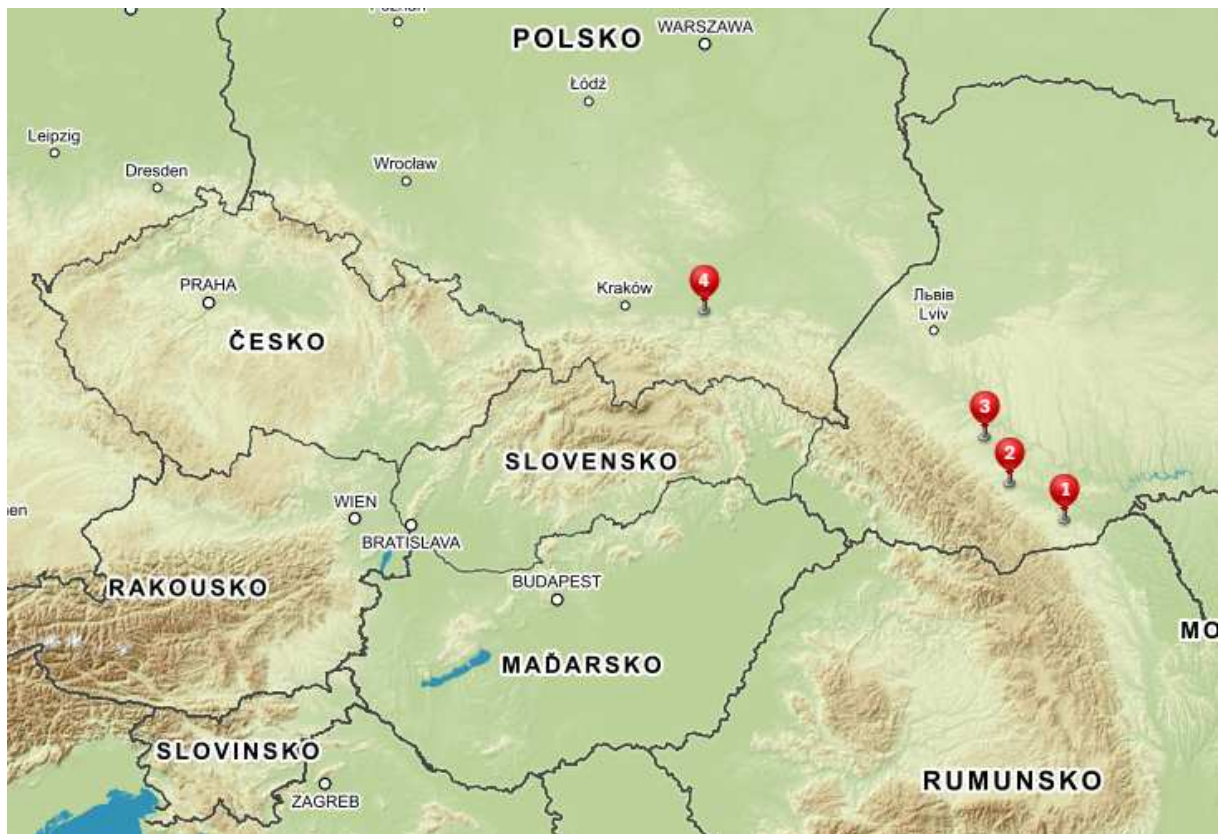 POLSKO
WARSZAWA
Łódź
Leipzig
Dresden
Wrocław
PRAHA
ČESKO
Kraków
4
Львів
Lviv
3
2
1
SLOVENSKO
WIEN
BRATISLAVA
RAKOUSKO
BUDAPEST
MAĎARSKO
MO
SLOVINSKO
ZAGREB
RUMUNSKO